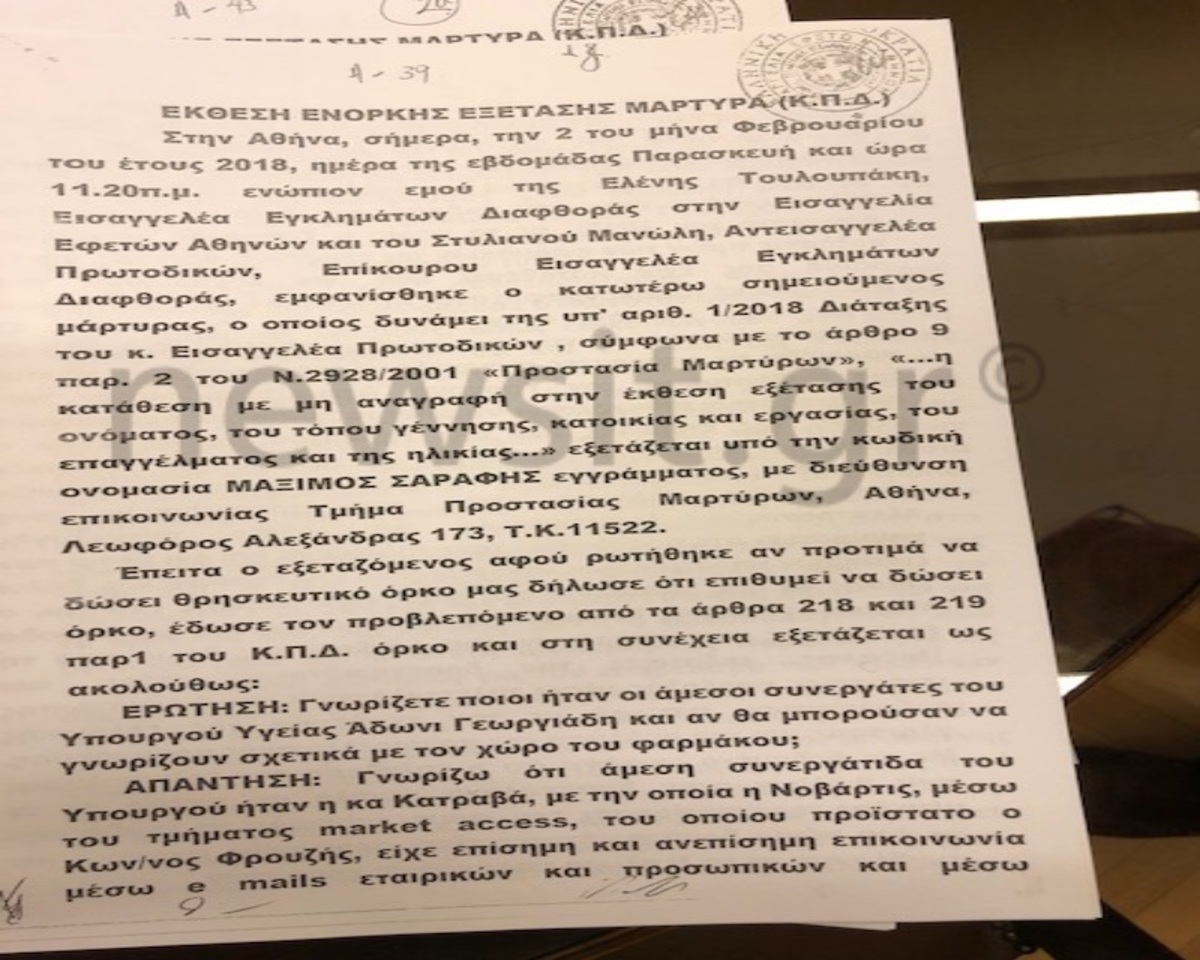 Α - 43
20
ΜΑΡΤΥΡΑ (Κ.Π.Δ.)
Α - 39
ΕΚΘΕΣΗ ΕΝΟΡΚΗΣ ΕΞΕΤΑΣΗΣ ΜΑΡΤΥΡΑ (Κ.Π.Δ.)
Στην Αθήνα, σήμερα, την 2 του μήνα Φεβρουαρίου
του έτους 2018, ημέρα της εβδομάδας Παρασκευή και ώρα
11.20π.μ. ενώπιον εμού της Ελένης Τουλουπάκη,
Εισαγγελέα Εγκλημάτων Διαφθοράς στην Εισαγγελία
Εφετών Αθηνών και του Στυλιανού Μανώλη, Αντεισαγγελέα
Πρωτοδικών, Επίκουρου Εισαγγελέα Εγκλημάτων
Διαφθοράς, εμφανίσθηκε ο κατωτέρω σημειούμενος
μάρτυρας, ο οποίος δυνάμει της υπ' αριθ. 1/2018 Διάταξης
του κ. Εισαγγελέα Πρωτοδικών , σύμφωνα με το άρθρο 9
παρ. 2 του Ν.2928/2001 «Προστασία Μαρτύρων», «...η
κατάθεση με μη αναγραφή στην έκθεση εξέτασης του
ονόματος, του τόπου γέννησης, κατοικίας και εργασίας, του
επαγγέλματος και της ηλικίας...» εξετάζεται υπό την κωδική
ονομασία ΜΑΞΙΜΟΣ ΣΑΡΑΦΗΣ εγγράμματος, με διεύθυνση
επικοινωνίας Τμήμα Προστασίας Μαρτύρων, Αθήνα,
Λεωφόρος Αλεξάνδρας 173, Τ.Κ.11522.
Έπειτα ο εξεταζόμενος αφού ρωτήθηκε αν προτιμά να
δώσει θρησκευτικό όρκο μας δήλωσε ότι επιθυμεί να δώσει
όρκο, έδωσε τον προβλεπόμενο από τα άρθρα 218 και 219
παρ1 του Κ.Π.Δ. όρκο και στη συνέχεια εξετάζεται ως
ακολούθως:
ΕΡΩΤΗΣΗ: Γνωρίζετε ποιοι ήταν οι άμεσοι συνεργάτες του
Υπουργού Υγείας Άδωνι Γεωργιάδη και αν θα μπορούσαν να
γνωρίζουν σχετικά με τον χώρο του φαρμάκου;
ΑΠΑΝΤΗΣΗ: Γνωρίζω ότι άμεση συνεργάτιδα του
Υπουργού ήταν η κα Κατραβά, με την οποία η Νοβάρτις, μέσω
του τμήματος market access, του οποίου προΐστατο ο
Κων/νος Φρουζής, είχε επίσημη και ανεπίσημη επικοινωνία
μέσω e mails εταιρικών και προσωπικών και μέσω
newsit.gr ©